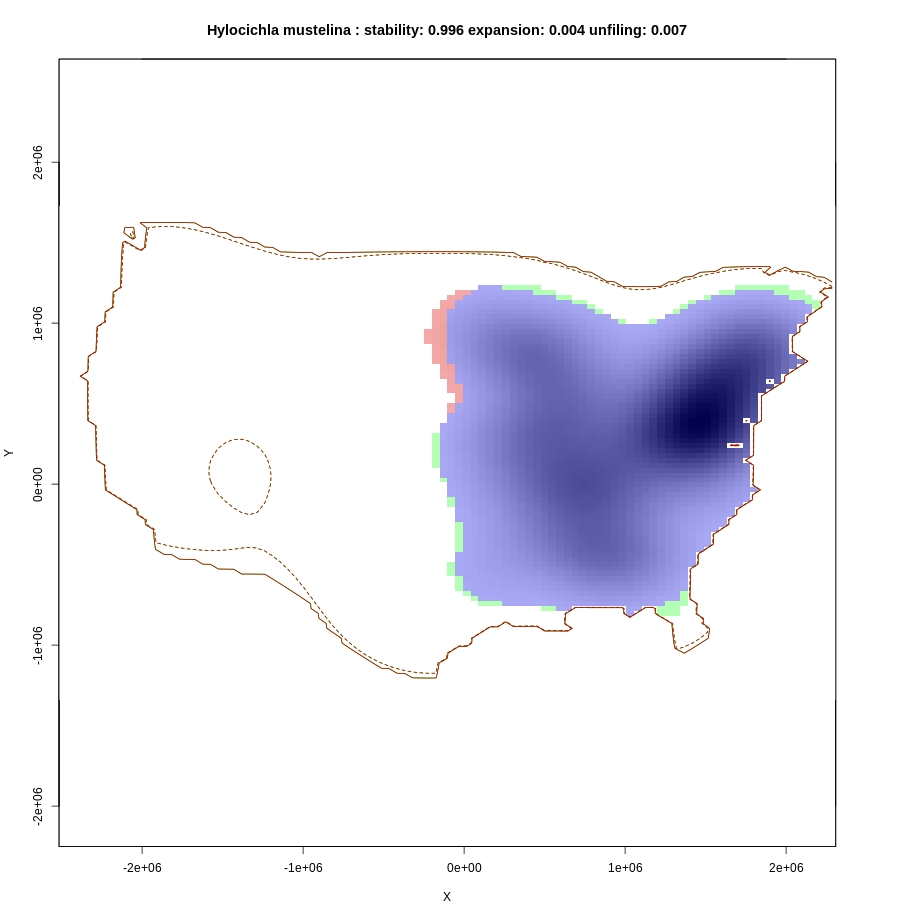 Hylocichla mustelina : stability: 0.996 expansion: 0.004 unfiling: 0.007
2e+06
1e+06
0e+00
-1e+06
-2e+06
Y
-2e+06 -1e+06 0e+00 1e+06 2e+06
X